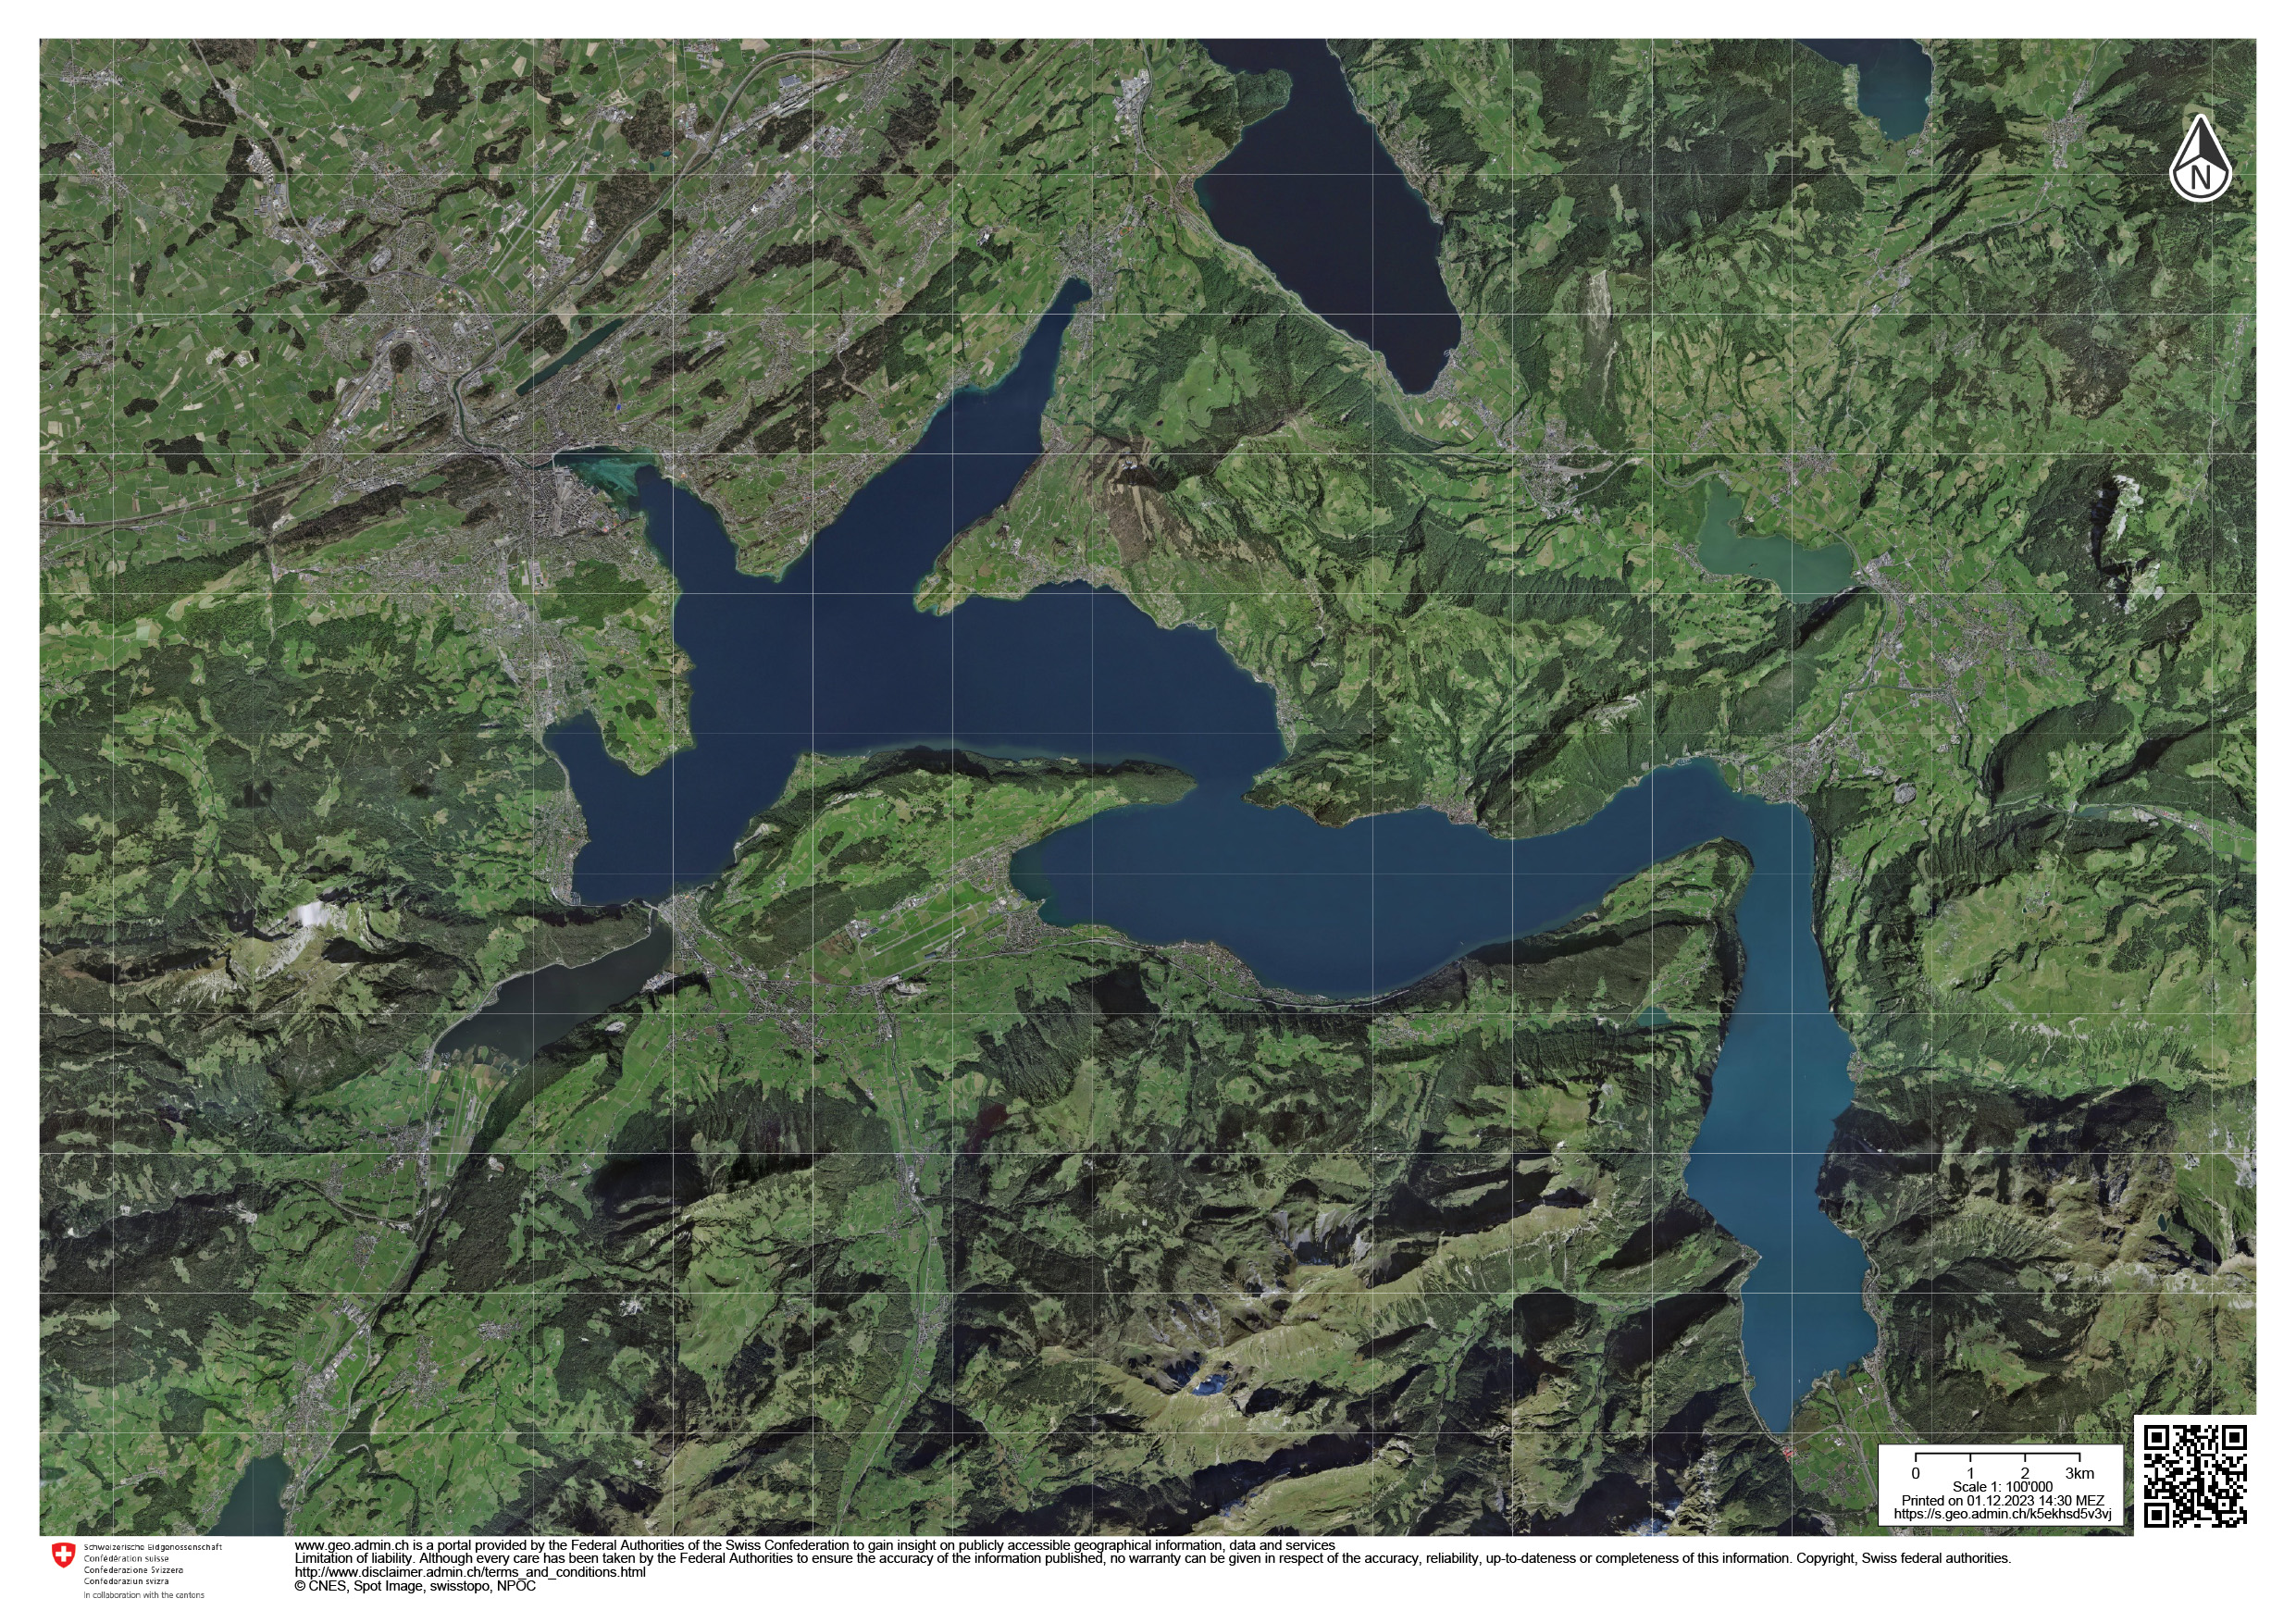 N
0 1 2 3km
Scale 1: 100'000
Printed on 01.12.2023 14:30 MEZ
https://s.geo.admin.ch/k5ekhsd5v3vj
Schweizerische Eidgenossenschaft
Confédération suisse
Confederazione Svizzera
Confederaziun svizra
In collaboration with the cantons
www.geo.admin.ch is a portal provided by the Federal Authorities of the Swiss Confederation to gain insight on publicly accessible geographical information, data and services
Limitation of liability. Although every care has been taken by the Federal Authorities to ensure the accuracy of the information published, no warranty can be given in respect of the accuracy, reliability, up-to-dateness or completeness of this information. Copyright, Swiss federal authorities.
http://www.disclaimer.admin.ch/terms_and_conditions.html
© CNES, Spot Image, swisstopo, NPOC